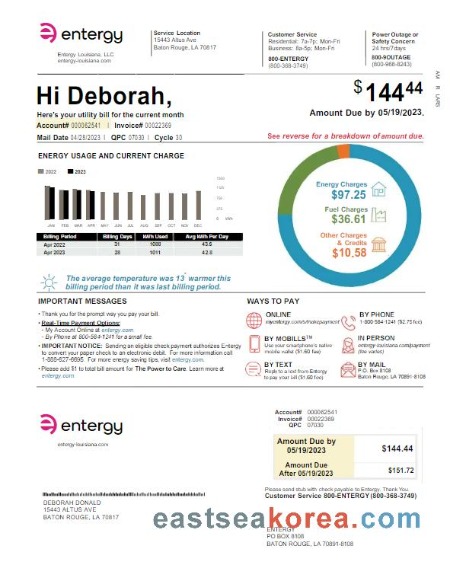 entergy
Entergy Louisiana, LLC
entergy-louisiana.com
Service Location
15443 Altus Ave
Baton Rouge, LA 70817
Customer Service
Residential: 7a-7p; Mon-Fri
Business: 8a-5p; Mon-Fri
800-ENTERGY
(800-368-3749)
Power Outage or
Safety Concern
24 hrs/7days
800-9OUTAGE
(800-968-8243)
Hi Deborah,
Here's your utility bill for the current month
Account# 000062541 | Invoice# 00022369
Mail Date 04/28/2023 | QPC 07030 | Cycle
$144.44
Amount Due by 05/19/2023.
See reverse for a breakdown of amount due.
ENERGY USAGE AND CURRENT CHARGE
2022 2023
JAN FEB MAR APR MAY JUN JUL AUG SEP OCT NOV DEC
Billing Period Billing Days kWh Used Avg kWh Per Day
Apr 2022 31
Apr 2023 1011
Energy Charges
$97.25
Fuel Charges
$36.61
Other Charges
& Credits
$10.58
The average temperature was 13° warmer this
billing period than it was last billing period.
IMPORTANT MESSAGES
• Thank you for the prompt way you pay your bill.
• Real-Time Payment Options:
- My Account Online at entergy.com
- By Phone at 800-584-1241 for a small fee.
• IMPORTANT NOTICE: Sending an eligible check payment authorizes Entergy
to convert your paper check to an electronic debit. For more information call
For more energy saving tips, visit entergy.com.
• Please add $1 to total bill amount for The Power to Care. Learn more at
entergy.com
WAYS TO PAY
ONLINE
myentergy.com/s/makepayment
BY PHONE
1-800-584-1241 ($2.75 fee)
BY MOBILLS™
Use your smartphone's native
mobile wallet ($1.60 fee)
IN PERSON
entergy-louisiana.com/payment
(fee varies)
BY TEXT
Reply to a text from Entergy
to pay your bill ($1.60 fee)
BY MAIL
P.O. Box 8108
Baton Rouge, LA 70891-8108
entergy
entergy-louisiana.com
Account# 000062541
Invoice# 00022369
QPC 07030
Amount Due by
05/19/2023
$144.44
Amount Due
After 05/19/2023
$151.72
Please send stub with check payable to Entergy. Thank You.
Customer Service 800-ENTERGY (800-368-3749)
DEBORAH DONALD
15443 ALTUS AVE
BATON ROUGE, LA 70817
eastseakorea.com
ENTERGY
PO BOX 8108
BATON ROUGE, LA 70891-8108